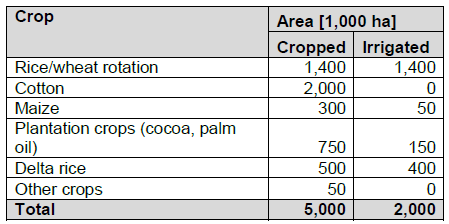 Crop Area [1,000 ha]
Cropped Irrigated
Rice/wheat rotation 1,400 1,400
Cotton 2,000 0
Maize 300 50
Plantation crops (cocoa, palm
oil) 750 150
Delta rice 500 400
Other crops 50 0
Total 5,000 2,000